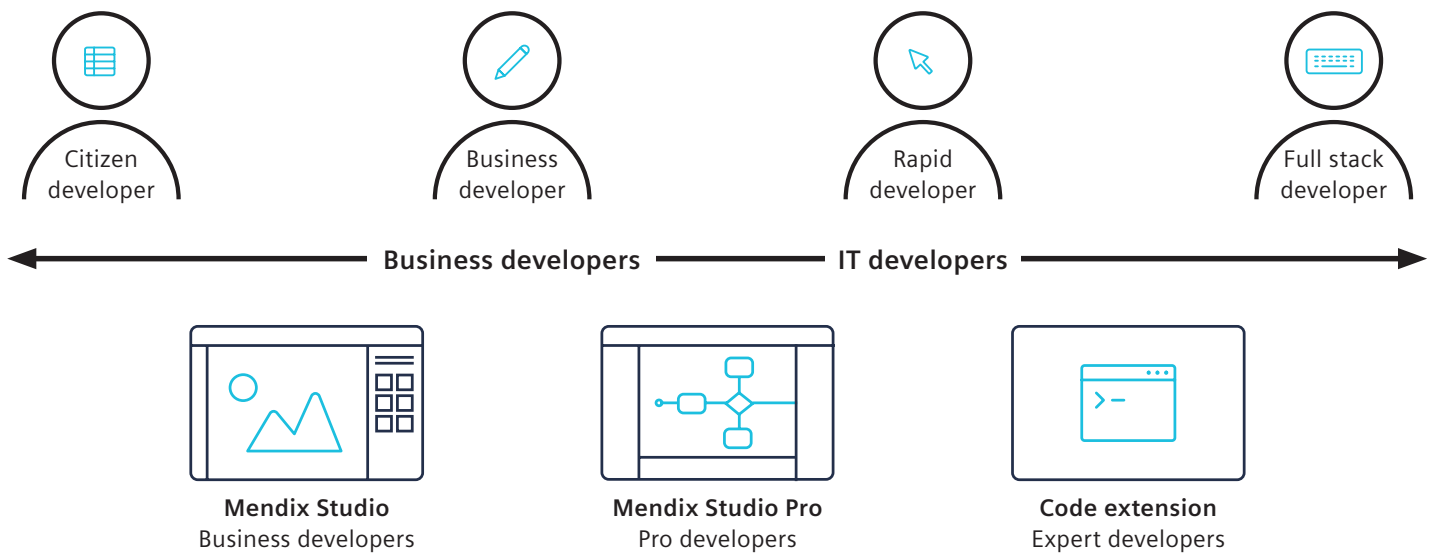 Citizen
developer
Business
developer
Rapid
developer
Full stack
developer
Business developers
IT developers
Mendix Studio
Business developers
Mendix Studio Pro
Pro developers
Code extension
Expert developers